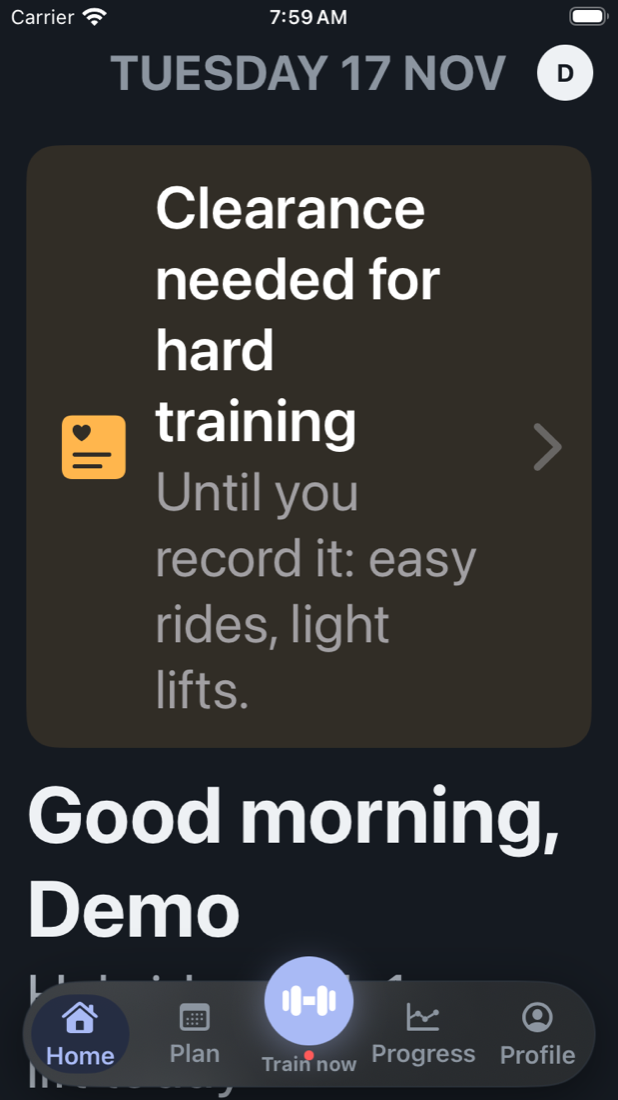 Carrier 7:59 AM
TUESDAY 17 NOV D
Clearance
needed for
hard
training
Until you
record it: easy
rides, light
lifts.
Good morning,
Demo
Home Plan Train now Progress Profile